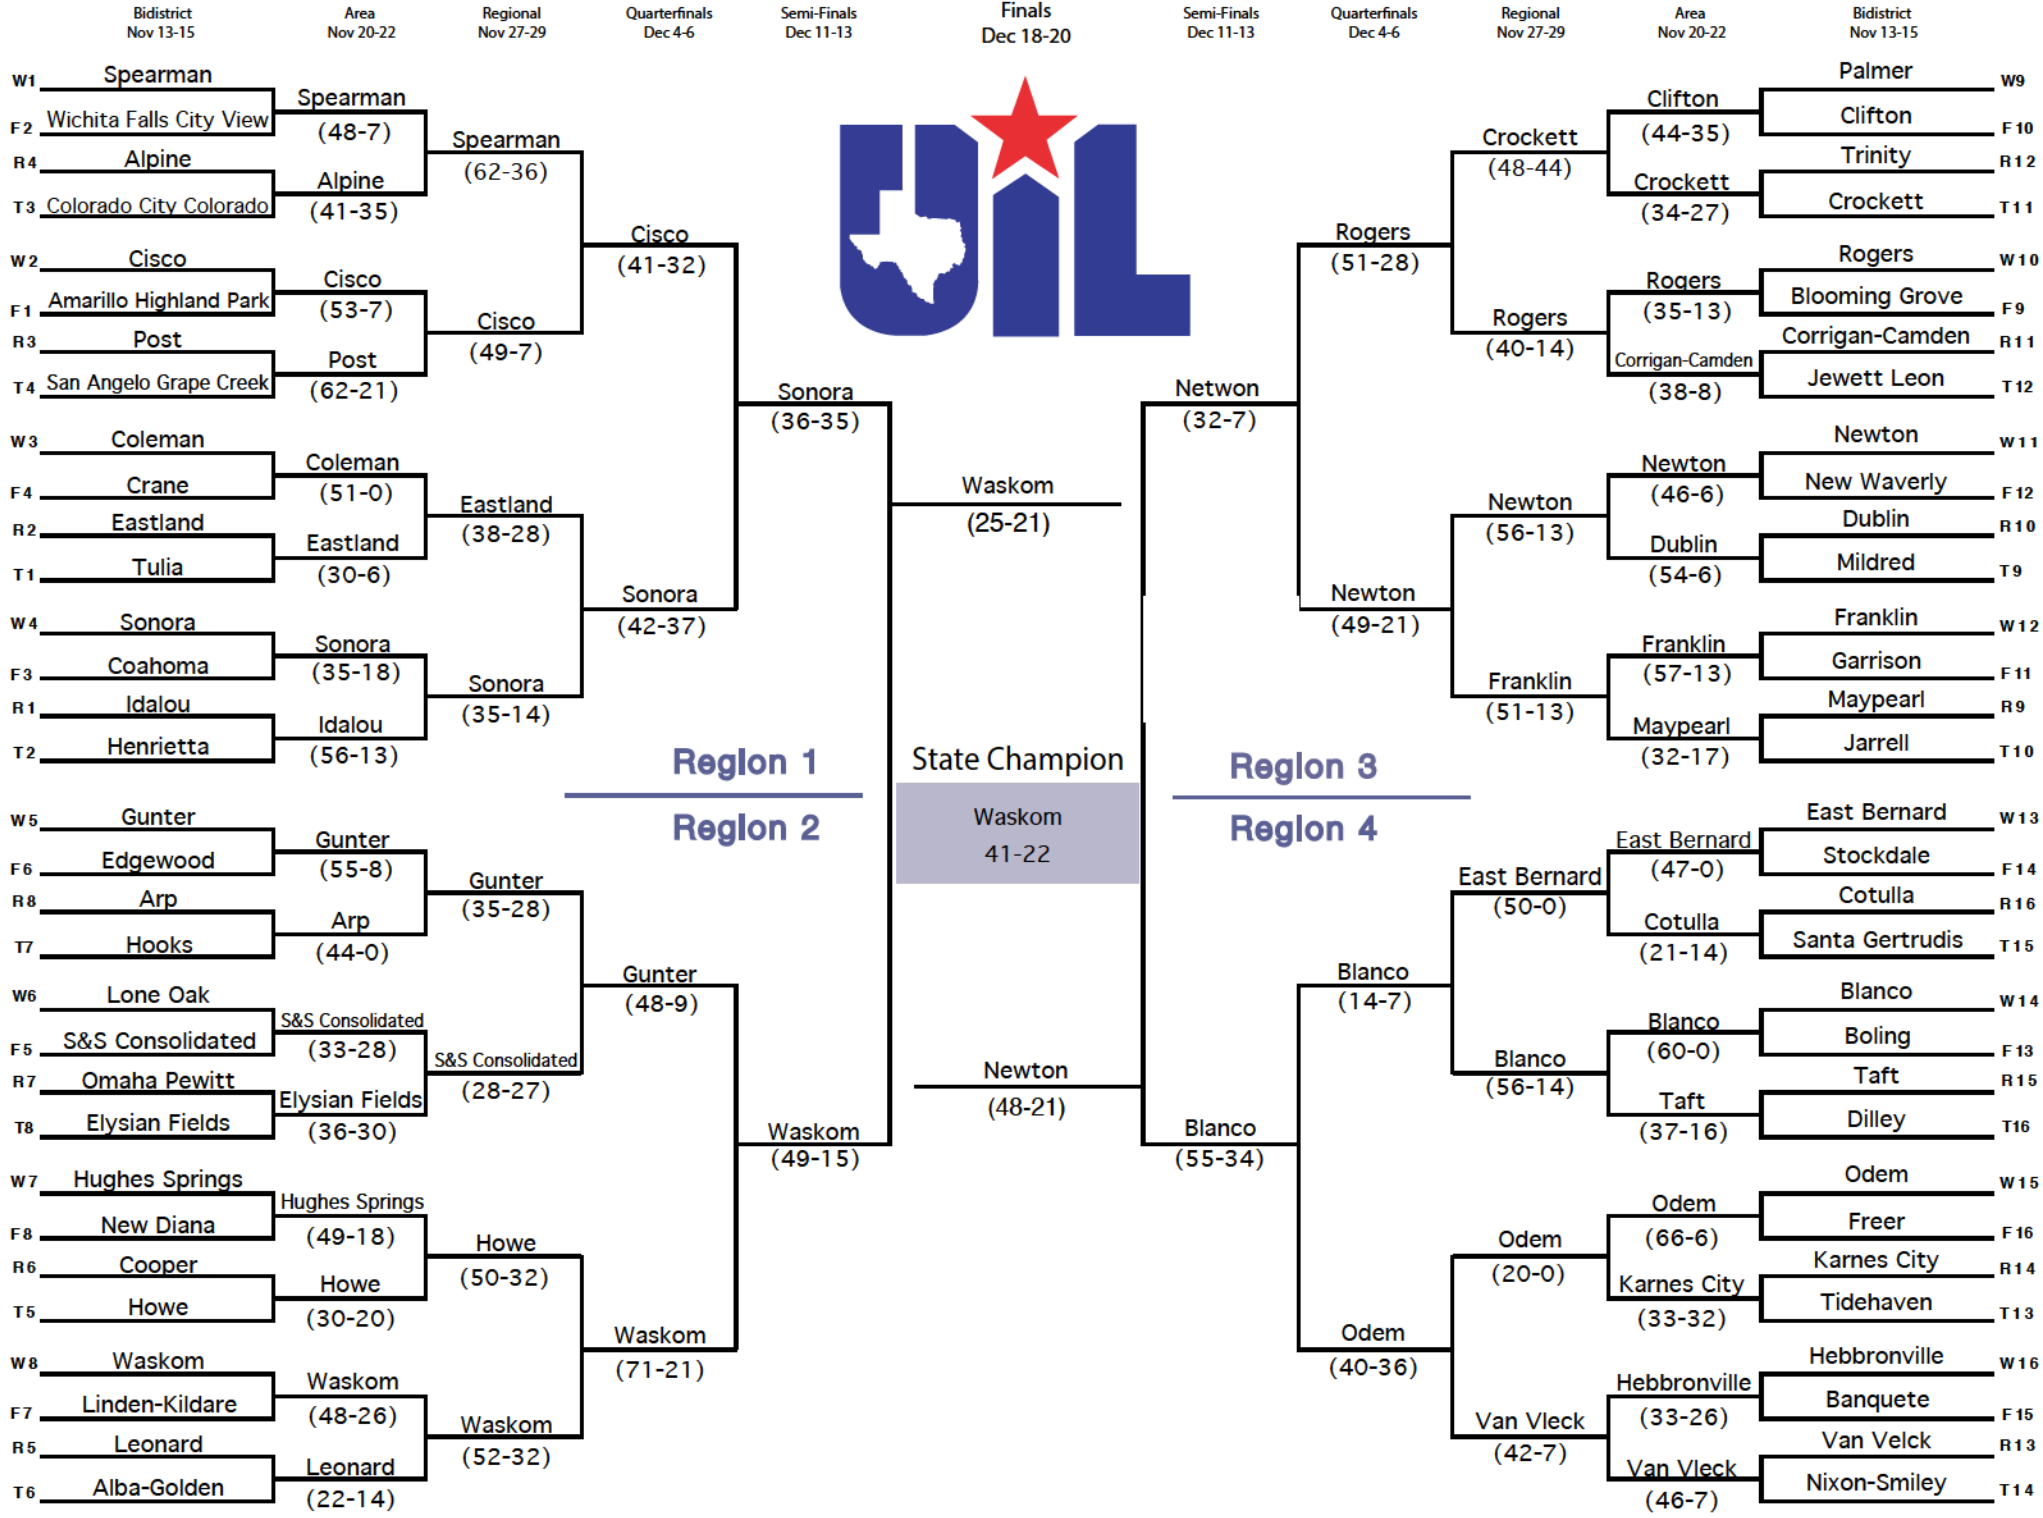 Bidistrict
Nov 13-15
Area
Nov 20-22
Regional
Nov 27-29
Quarterfinals
Dec 4-6
Semi-Finals
Dec 11-13
Finals
Dec 18-20
Semi-Finals
Dec 11-13
Quarterfinals
Dec 4-6
Regional
Nov 27-29
Area
Nov 20-22
Bidistrict
Nov 13-15
W1 Spearman
F2 Wichita Falls City View
R4 Alpine
T3 Colorado City Colorado
W2 Cisco
F1 Amarillo Highland Park
R3 Post
T4 San Angelo Grape Creek
W3 Coleman
F4 Crane
R2 Eastland
T1 Tulia
W4 Sonora
F3 Coahoma
R1 Idalou
T2 Henrietta
W5 Gunter
F6 Edgewood
R8 Arp
T7 Hooks
W6 Lone Oak
F5 S&S Consolidated
R7 Omaha Pewitt
T8 Elysian Fields
W7 Hughes Springs
F8 New Diana
R6 Cooper
T5 Howe
W8 Waskom
F7 Linden-Kildare
R5 Leonard
T6 Alba-Golden
Spearman
(48-7)
Alpine
(41-35)
Cisco
(53-7)
Post
(62-21)
Coleman
(51-0)
Eastland
(30-6)
Sonora
(35-18)
Idalou
(56-13)
Gunter
(55-8)
Arp
(44-0)
S&S Consolidated
(33-28)
Elysian Fields
(36-30)
Hughes Springs
(49-18)
Howe
(30-20)
Waskom
(48-26)
Leonard
(22-14)
Spearman
(62-36)
Cisco
(49-7)
Eastland
(38-28)
Sonora
(35-14)
Gunter
(35-28)
S&S Consolidated
(28-27)
Howe
(50-32)
Waskom
(52-32)
Cisco
(41-32)
Sonora
(42-37)
Gunter
(48-9)
Waskom
(71-21)
Sonora
(36-35)
Waskom
(49-15)
Region 1
Region 2
UIL
Waskom
(25-21)
State Champion
Waskom
41-22
Newton
(48-21)
Region 3
Region 4
Netwon
(32-7)
Blanco
(55-34)
Rogers
(51-28)
Newton
(49-21)
Blanco
(14-7)
Odem
(40-36)
Crockett
(48-44)
Rogers
(40-14)
Newton
(56-13)
Franklin
(51-13)
East Bernard
(50-0)
Blanco
(56-14)
Odem
(20-0)
Van Vleck
(42-7)
Clifton
(44-35)
Crockett
(34-27)
Rogers
(35-13)
Corrigan-Camden
(38-8)
Newton
(46-6)
Dublin
(54-6)
Franklin
(57-13)
Maypearl
(32-17)
East Bernard
(47-0)
Cotulla
(21-14)
Blanco
(60-0)
Taft
(37-16)
Odem
(66-6)
Karnes City
(33-32)
Hebbronville
(33-26)
Van Vleck
(46-7)
Palmer W9
Clifton F10
Trinity R12
Crockett T11
Rogers W10
Blooming Grove F9
Corrigan-Camden R11
Jewett Leon T12
Newton W11
New Waverly F12
Dublin R10
Mildred T9
Franklin W12
Garrison F11
Maypearl R9
Jarrell T10
East Bernard W13
Stockdale F14
Cotulla R16
Santa Gertrudis T15
Blanco W14
Boling F13
Taft R15
Dilley T16
Odem W15
Freer F16
Karnes City R14
Tidehaven T13
Hebbronville W16
Banquete F15
Van Velck R13
Nixon-Smiley T14